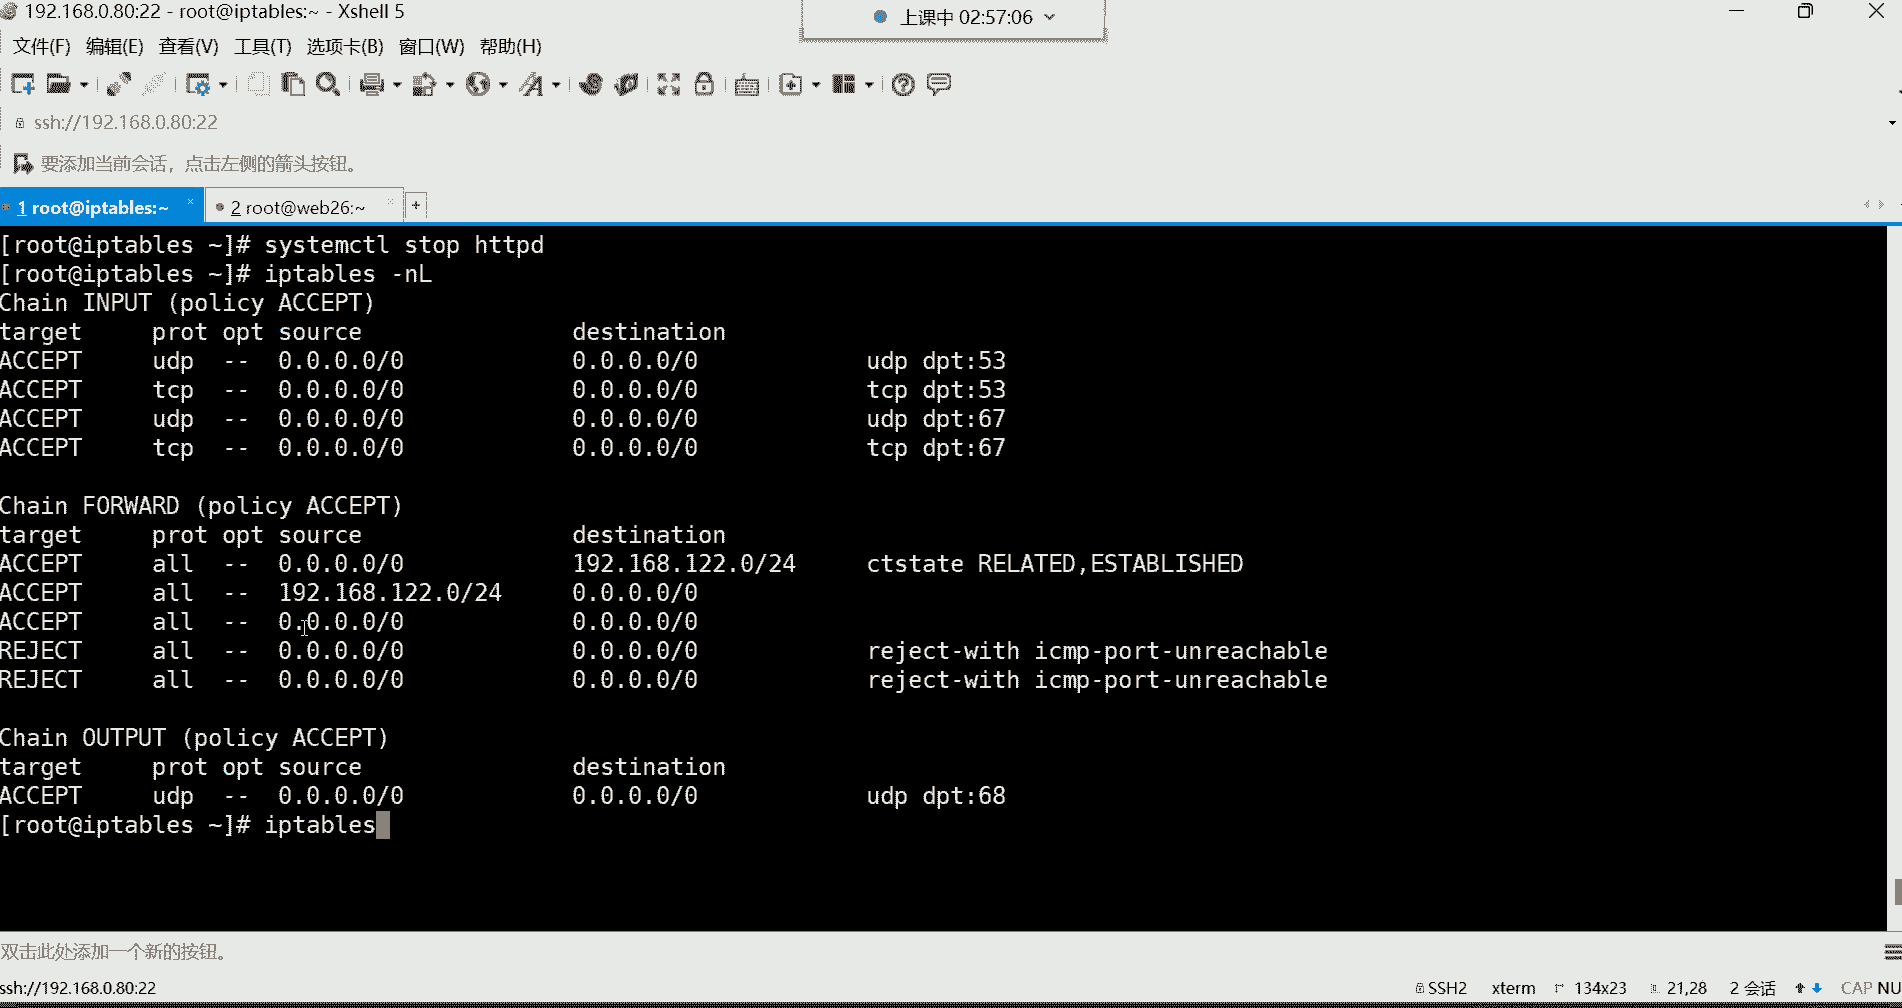 192.168.0.80:22 - root@iptables:~ - Xshell 5
上课中 02:57:06
文件(F) 编辑(E) 查看(V) 工具(T) 选项卡(B) 窗口(W) 帮助(H)
ssh://192.168.0.80:22
要添加当前会话，点击左侧的箭头按钮。
1 root@iptables:~ × 2 root@web26:~ × +
[root@iptables ~]# systemctl stop httpd
[root@iptables ~]# iptables -nL
Chain INPUT (policy ACCEPT)
target     prot opt source               destination
ACCEPT     udp  --  0.0.0.0/0            0.0.0.0/0            udp dpt:53
ACCEPT     tcp  --  0.0.0.0/0            0.0.0.0/0            tcp dpt:53
ACCEPT     udp  --  0.0.0.0/0            0.0.0.0/0            udp dpt:67
ACCEPT     tcp  --  0.0.0.0/0            0.0.0.0/0            tcp dpt:67
Chain FORWARD (policy ACCEPT)
target     prot opt source               destination
ACCEPT     all  --  0.0.0.0/0            192.168.122.0/24     ctstate RELATED,ESTABLISHED
ACCEPT     all  --  192.168.122.0/24     0.0.0.0/0
ACCEPT     all  --  0.0.0.0/0            0.0.0.0/0
REJECT     all  --  0.0.0.0/0            0.0.0.0/0            reject-with icmp-port-unreachable
REJECT     all  --  0.0.0.0/0            0.0.0.0/0            reject-with icmp-port-unreachable
Chain OUTPUT (policy ACCEPT)
target     prot opt source               destination
ACCEPT     udp  --  0.0.0.0/0            0.0.0.0/0            udp dpt:68
[root@iptables ~]# iptables
双击此处添加一个新的按钮。
ssh://192.168.0.80:22 SSH2 xterm 134x23 21,28 2 会话 CAP NU